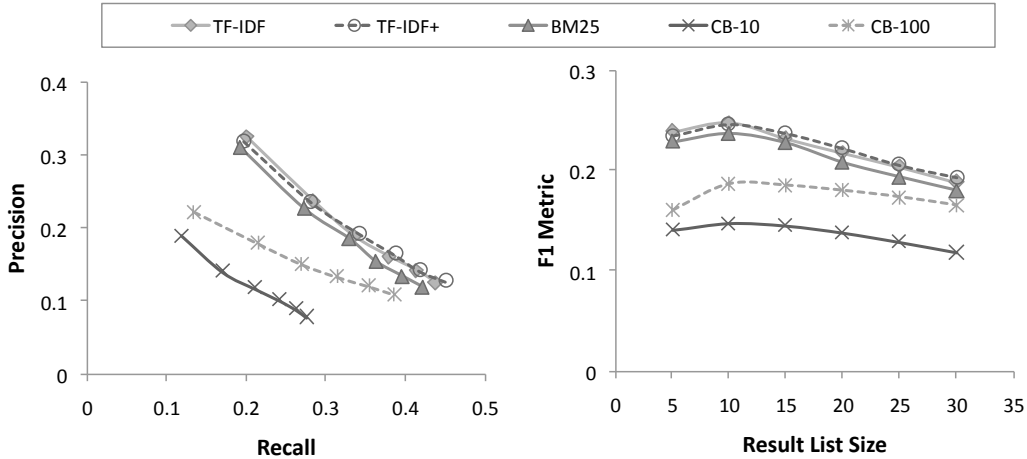 TF-IDF TF-IDF+ BM25 CB-10 CB-100
0.4
0.3
0.2
0.1
0
Precision
0 0.1 0.2 0.3 0.4 0.5
Recall
0.3
0.2
0.1
0
F1 Metric
0 5 10 15 20 25 30 35
Result List Size